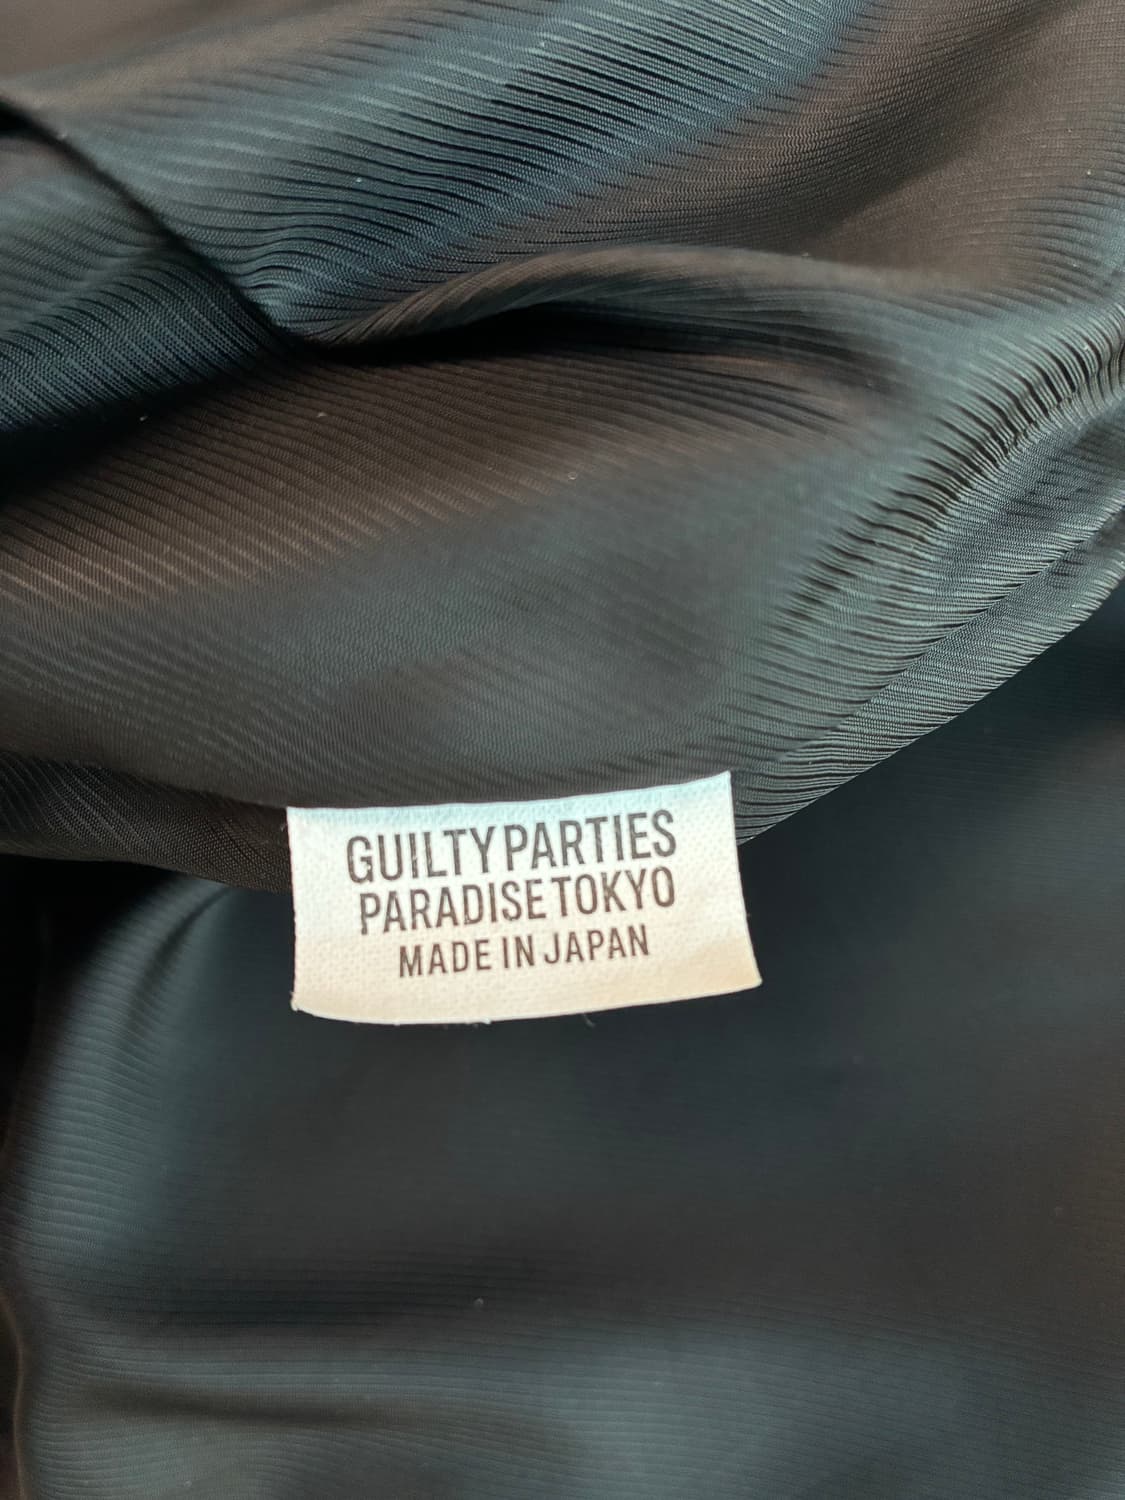 GUILTY PARTIES
PARADISE TOKYO
MADE IN JAPAN